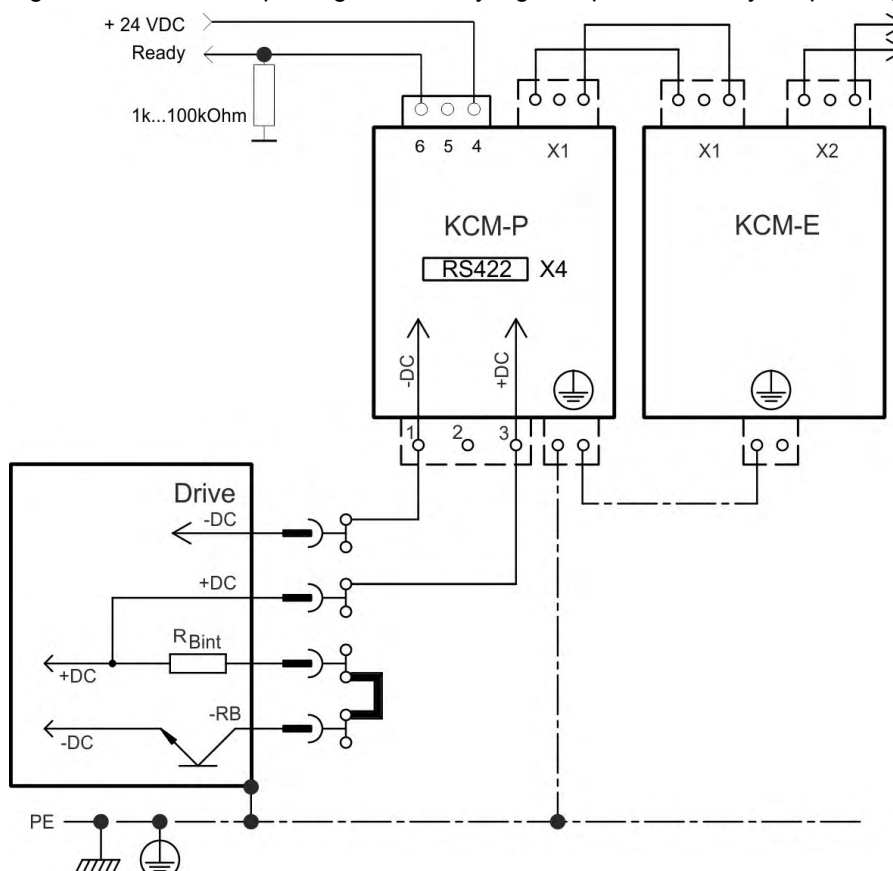 + 24 VDC
Ready
1k...100kOhm
6 5 4
X1
X1
X2
KCM-P
KCM-E
RS422
X4
-DC
+DC
1
2
3
Drive
-DC
+DC
RBint
+DC
-RB
-DC
PE